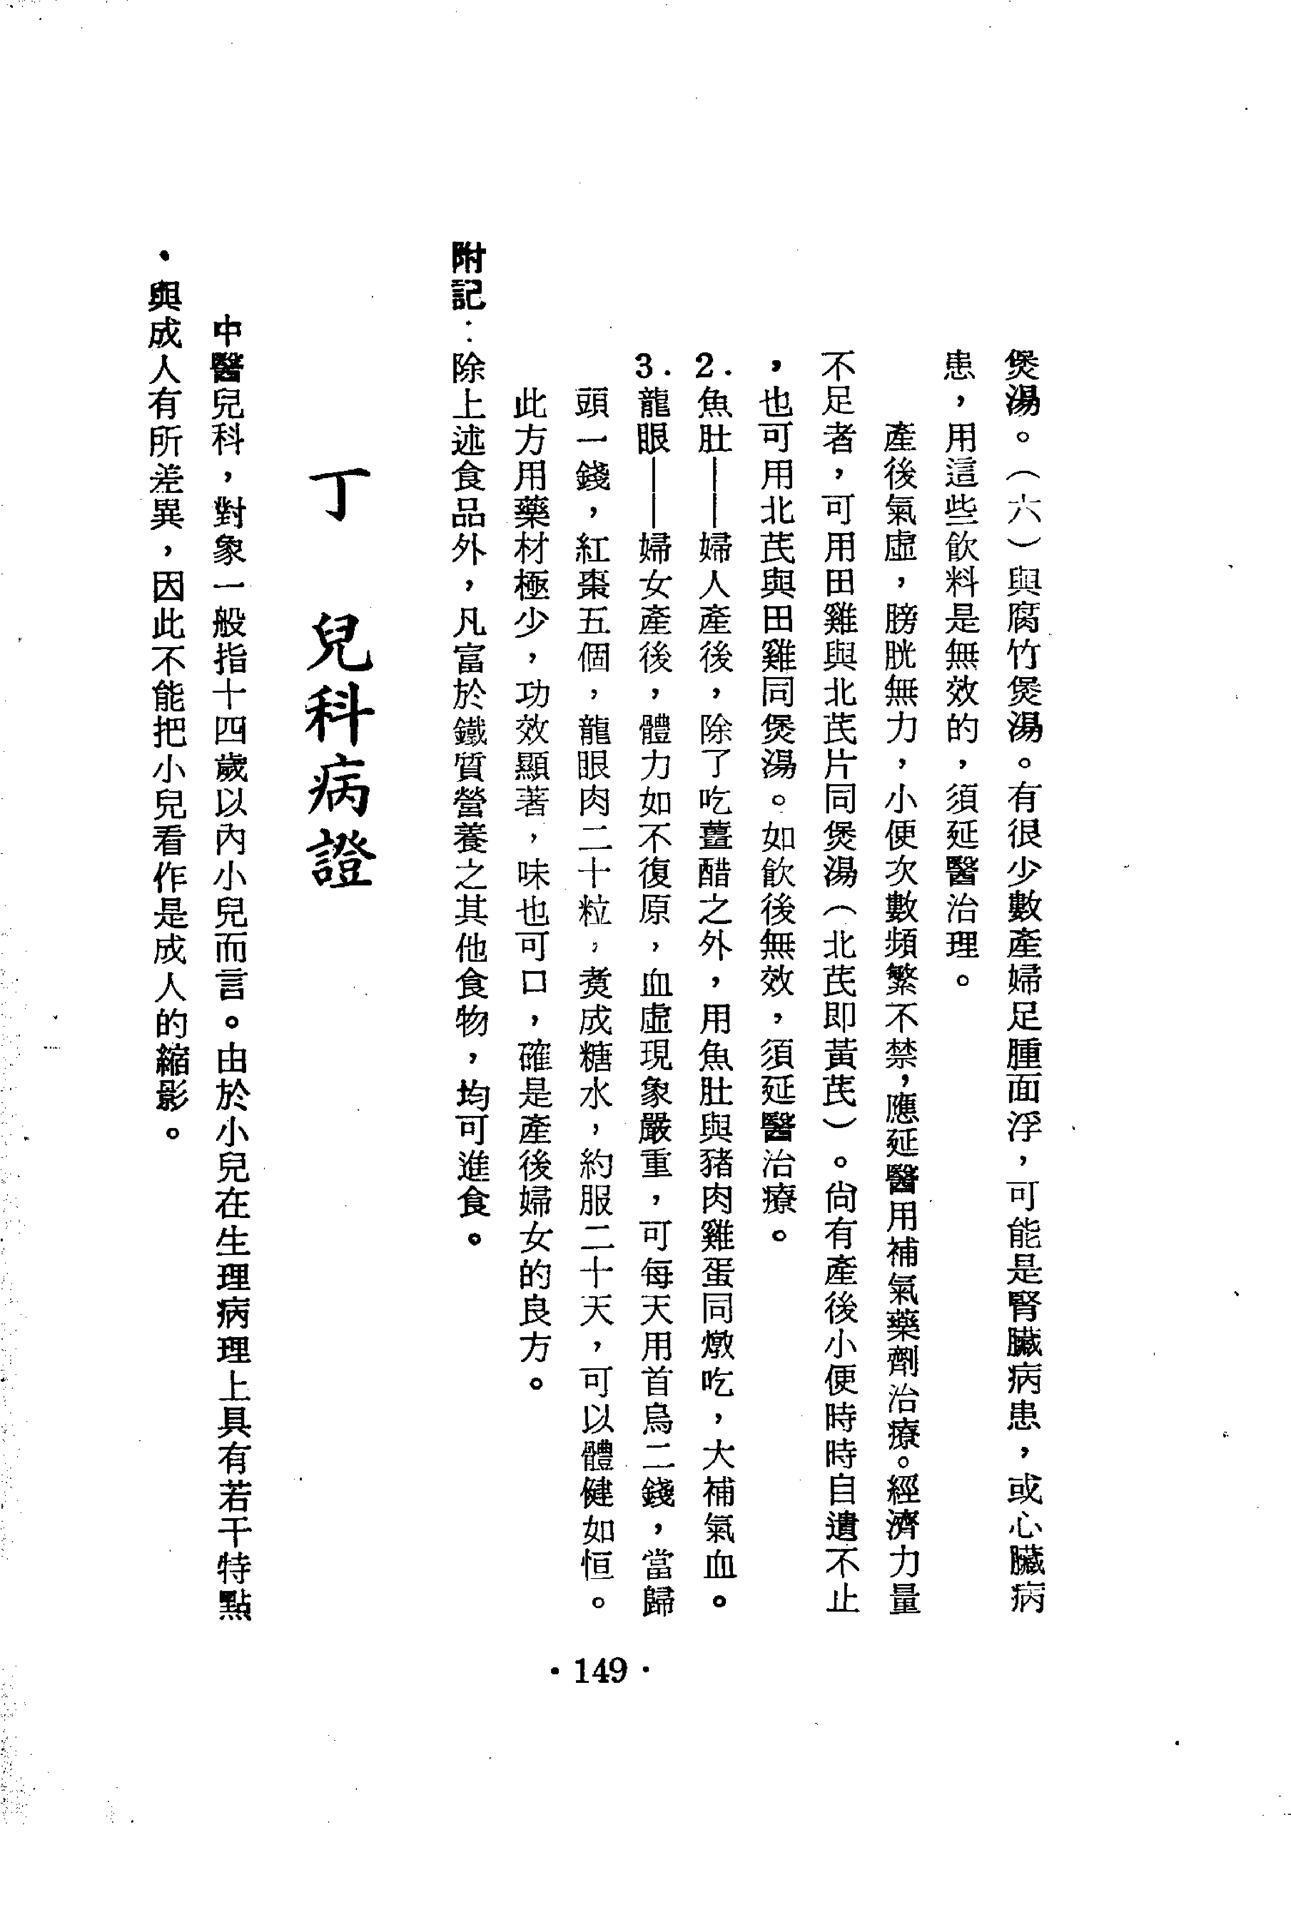 煲湯。（六）與腐竹煲湯。有很少數產婦足腫面浮，可能是腎臟病患，或心臟病
患，用這些飲料是無效的，須延醫治理。
產後氣虛，膀胱無力，小便次數頻繁不禁，應延醫用補氣藥劑治療。經濟力量
不足者，可用田雞與北芪片同煲湯（北芪即黃芪）。尚有產後小便時時自遺不止
，也可用北芪與田雞同煲湯。如飲後無效，須延醫治療。
2.魚肚——婦人產後，除了吃薑醋之外，用魚肚與豬肉雞蛋同燉吃，大補氣血。
3.龍眼——婦女產後，體力如不復原，血虛現象嚴重，可每天用首烏二錢，當歸
頭一錢，紅棗五個，龍眼肉二十粒，煑成糖水，約服二十天，可以體健如恒。
此方用藥材極少，功效顯著，味也可口，確是產後婦女的良方。
附記：除上述食品外，凡富於鐵質營養之其他食物，均可進食。
丁 兒科病證
中醫兒科，對象一般指十四歲以內小兒而言。由於小兒在生理病理上具有若干特點
，與成人有所差異，因此不能把小兒看作是成人的縮影。
·149·